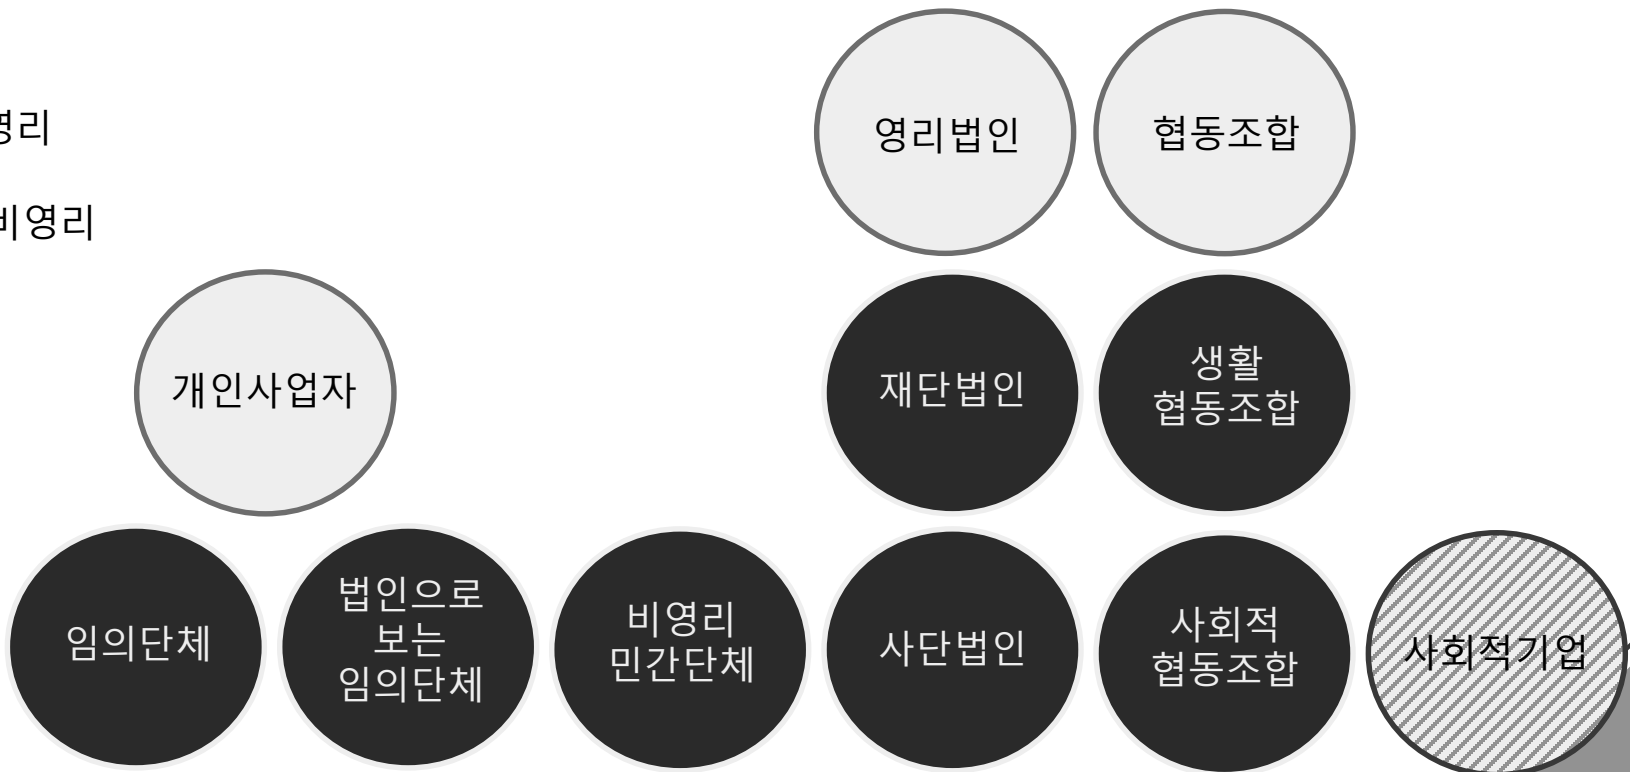 영리
비영리
영리법인
협동조합
개인사업자
재단법인
생활
협동조합
임의단체
법인으로
보는
임의단체
비영리
민간단체
사단법인
사회적
협동조합
사회적기업